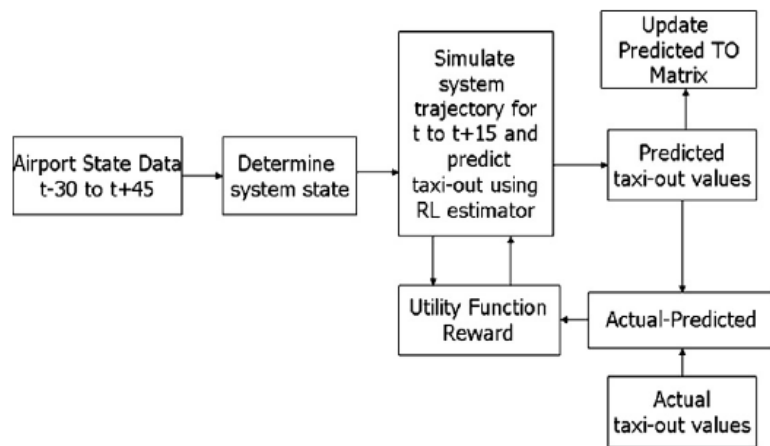 Airport State Data
t-30 to t+45
Determine
system state
Simulate
system
trajectory for
t to t+15 and
predict
taxi-out using
RL estimator
Update
Predicted TO
Matrix
Predicted
taxi-out values
Utility Function
Reward
Actual-Predicted
Actual
taxi-out values